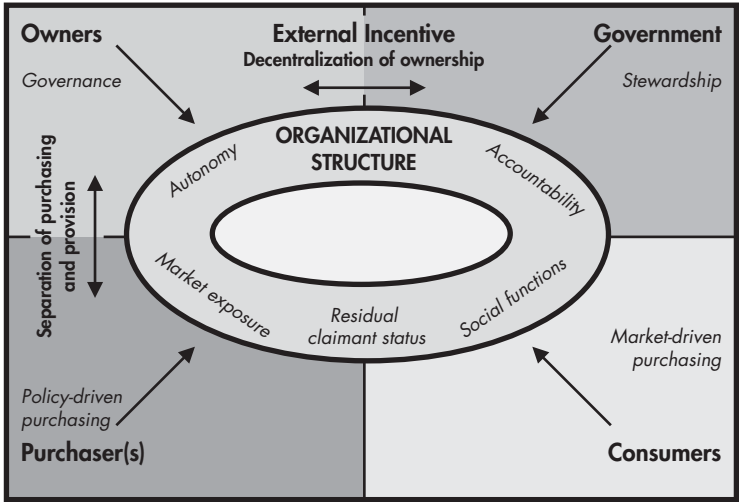 Owners
Governance
External Incentive
Decentralization of ownership
Government
Stewardship
ORGANIZATIONAL
STRUCTURE
Autonomy
Accountability
Separation of purchasing
and provision
Market exposure
Residual
claimant status
Social functions
Policy-driven
purchasing
Purchaser(s)
Market-driven
purchasing
Consumers